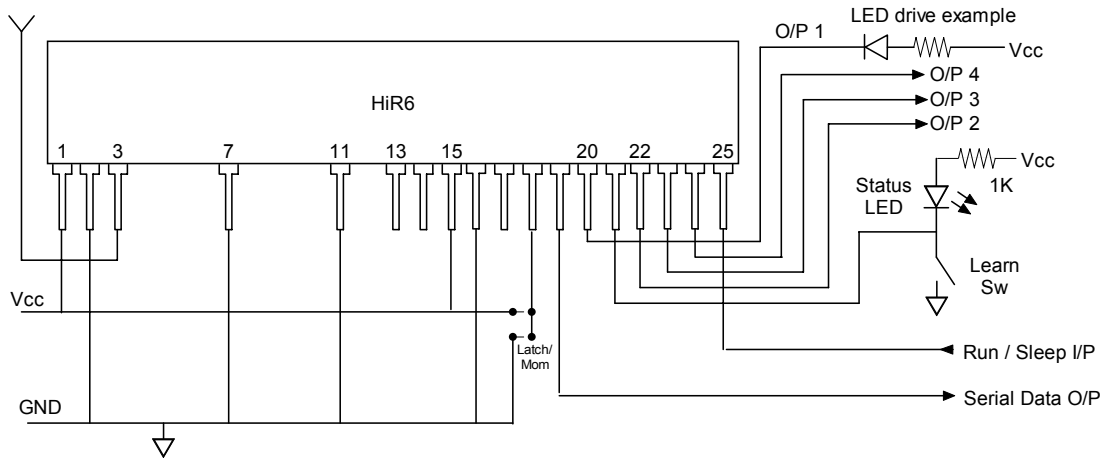 LED drive example
O/P 1
Vcc
O/P 4
HiR6
O/P 3
O/P 2
1 3 7 11 13 15 20 22 25
Vcc
1K
Status
LED
Learn
Sw
Vcc
Latch/
Mom
Run / Sleep I/P
Serial Data O/P
GND